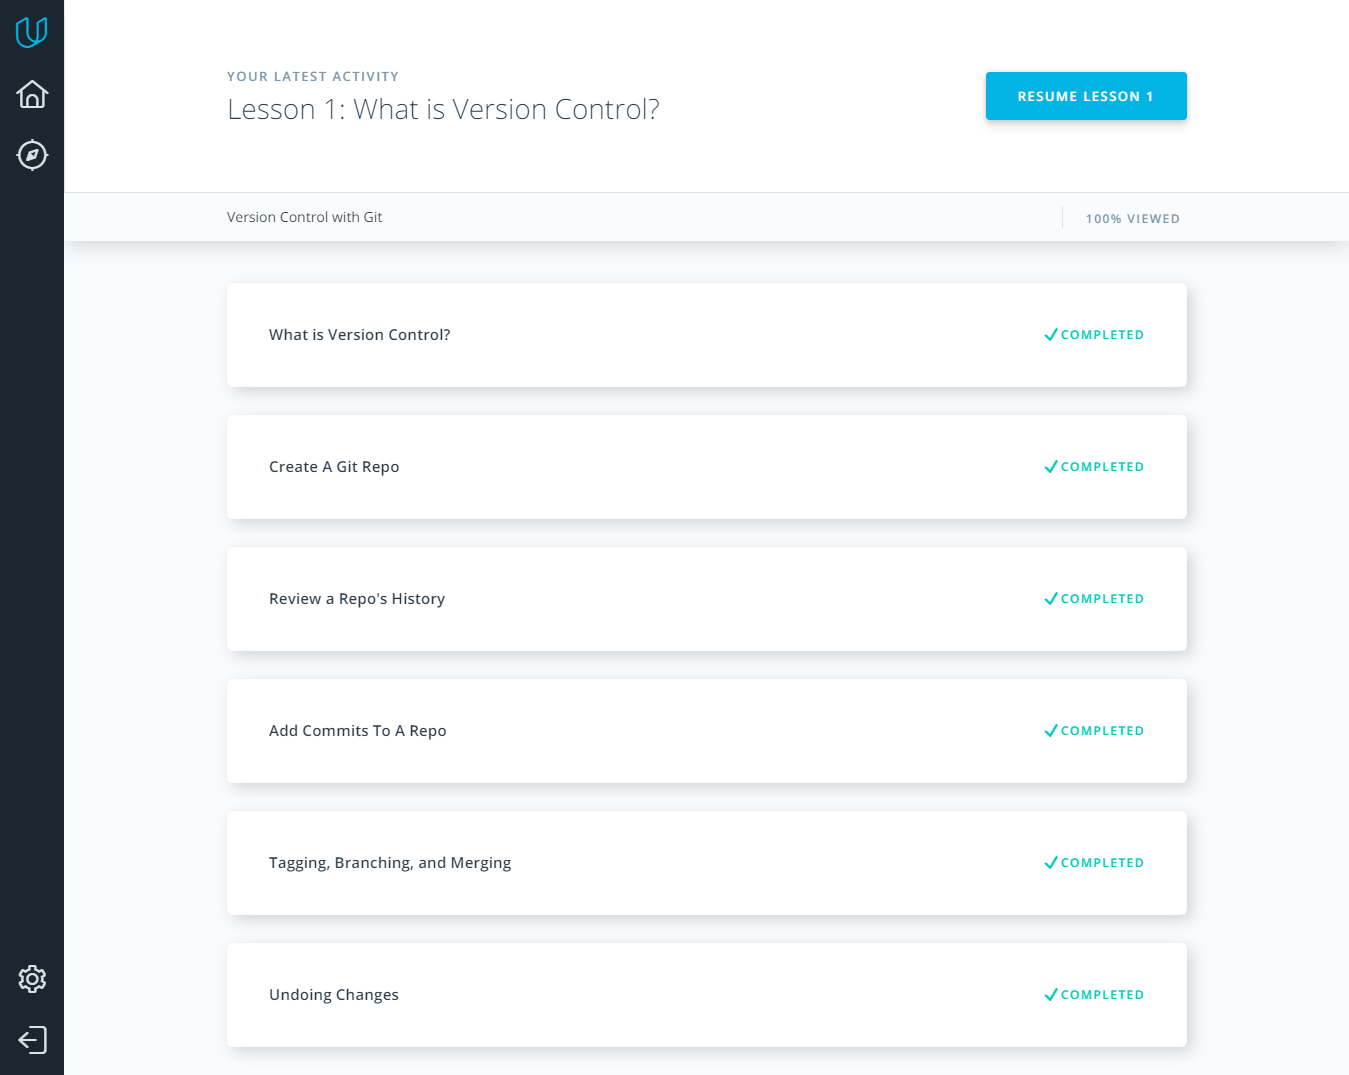 YOUR LATEST ACTIVITY
Lesson 1: What is Version Control?
RESUME LESSON 1
Version Control with Git
100% VIEWED
What is Version Control?
COMPLETED
Create A Git Repo
COMPLETED
Review a Repo's History
COMPLETED
Add Commits To A Repo
COMPLETED
Tagging, Branching, and Merging
COMPLETED
Undoing Changes
COMPLETED